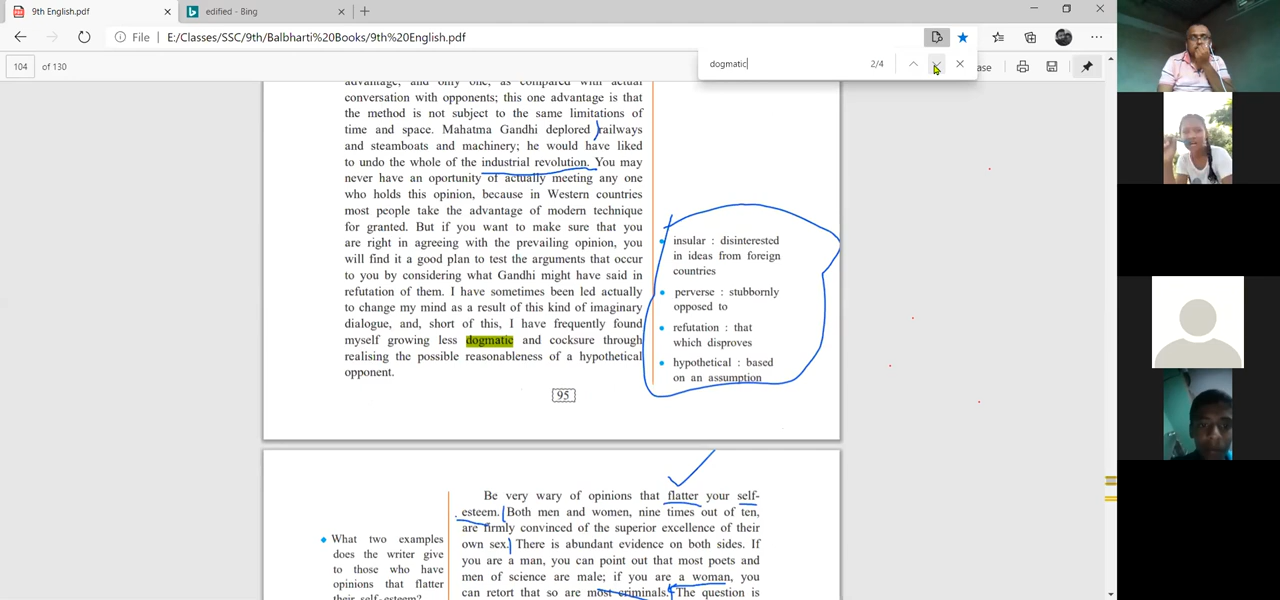 9th English.pdf
edified - Bing
File
E:/Classes/SSC/9th/Balbharti%20Books/9th%20English.pdf
dogmatic
2/4
104
of 130
ase
advantage, and only one, as compared with actual
conversation with opponents; this one advantage is that
the method is not subject to the same limitations of
time and space. Mahatma Gandhi deplored railways
and steamboats and machinery; he would have liked
to undo the whole of the industrial revolution. You may
never have an oportunity of actually meeting any one
who holds this opinion, because in Western countries
most people take the advantage of modern technique
for granted. But if you want to make sure that you
are right in agreeing with the prevailing opinion, you
will find it a good plan to test the arguments that occur
to you by considering what Gandhi might have said in
refutation of them. I have sometimes been led actually
to change my mind as a result of this kind of imaginary
dialogue, and, short of this, I have frequently found
myself growing less dogmatic and cocksure through
realising the possible reasonableness of a hypothetical
opponent.
insular : disinterested
in ideas from foreign
countries
perverse : stubbornly
opposed to
refutation : that
which disproves
hypothetical : based
on an assumption
95
Be very wary of opinions that flatter your self-
esteem. Both men and women, nine times out of ten,
are firmly convinced of the superior excellence of their
own sex. There is abundant evidence on both sides. If
you are a man, you can point out that most poets and
men of science are male; if you are a woman, you
can retort that so are most criminals. The question is
What two examples
does the writer give
to those who have
opinions that flatter
their self-esteem?